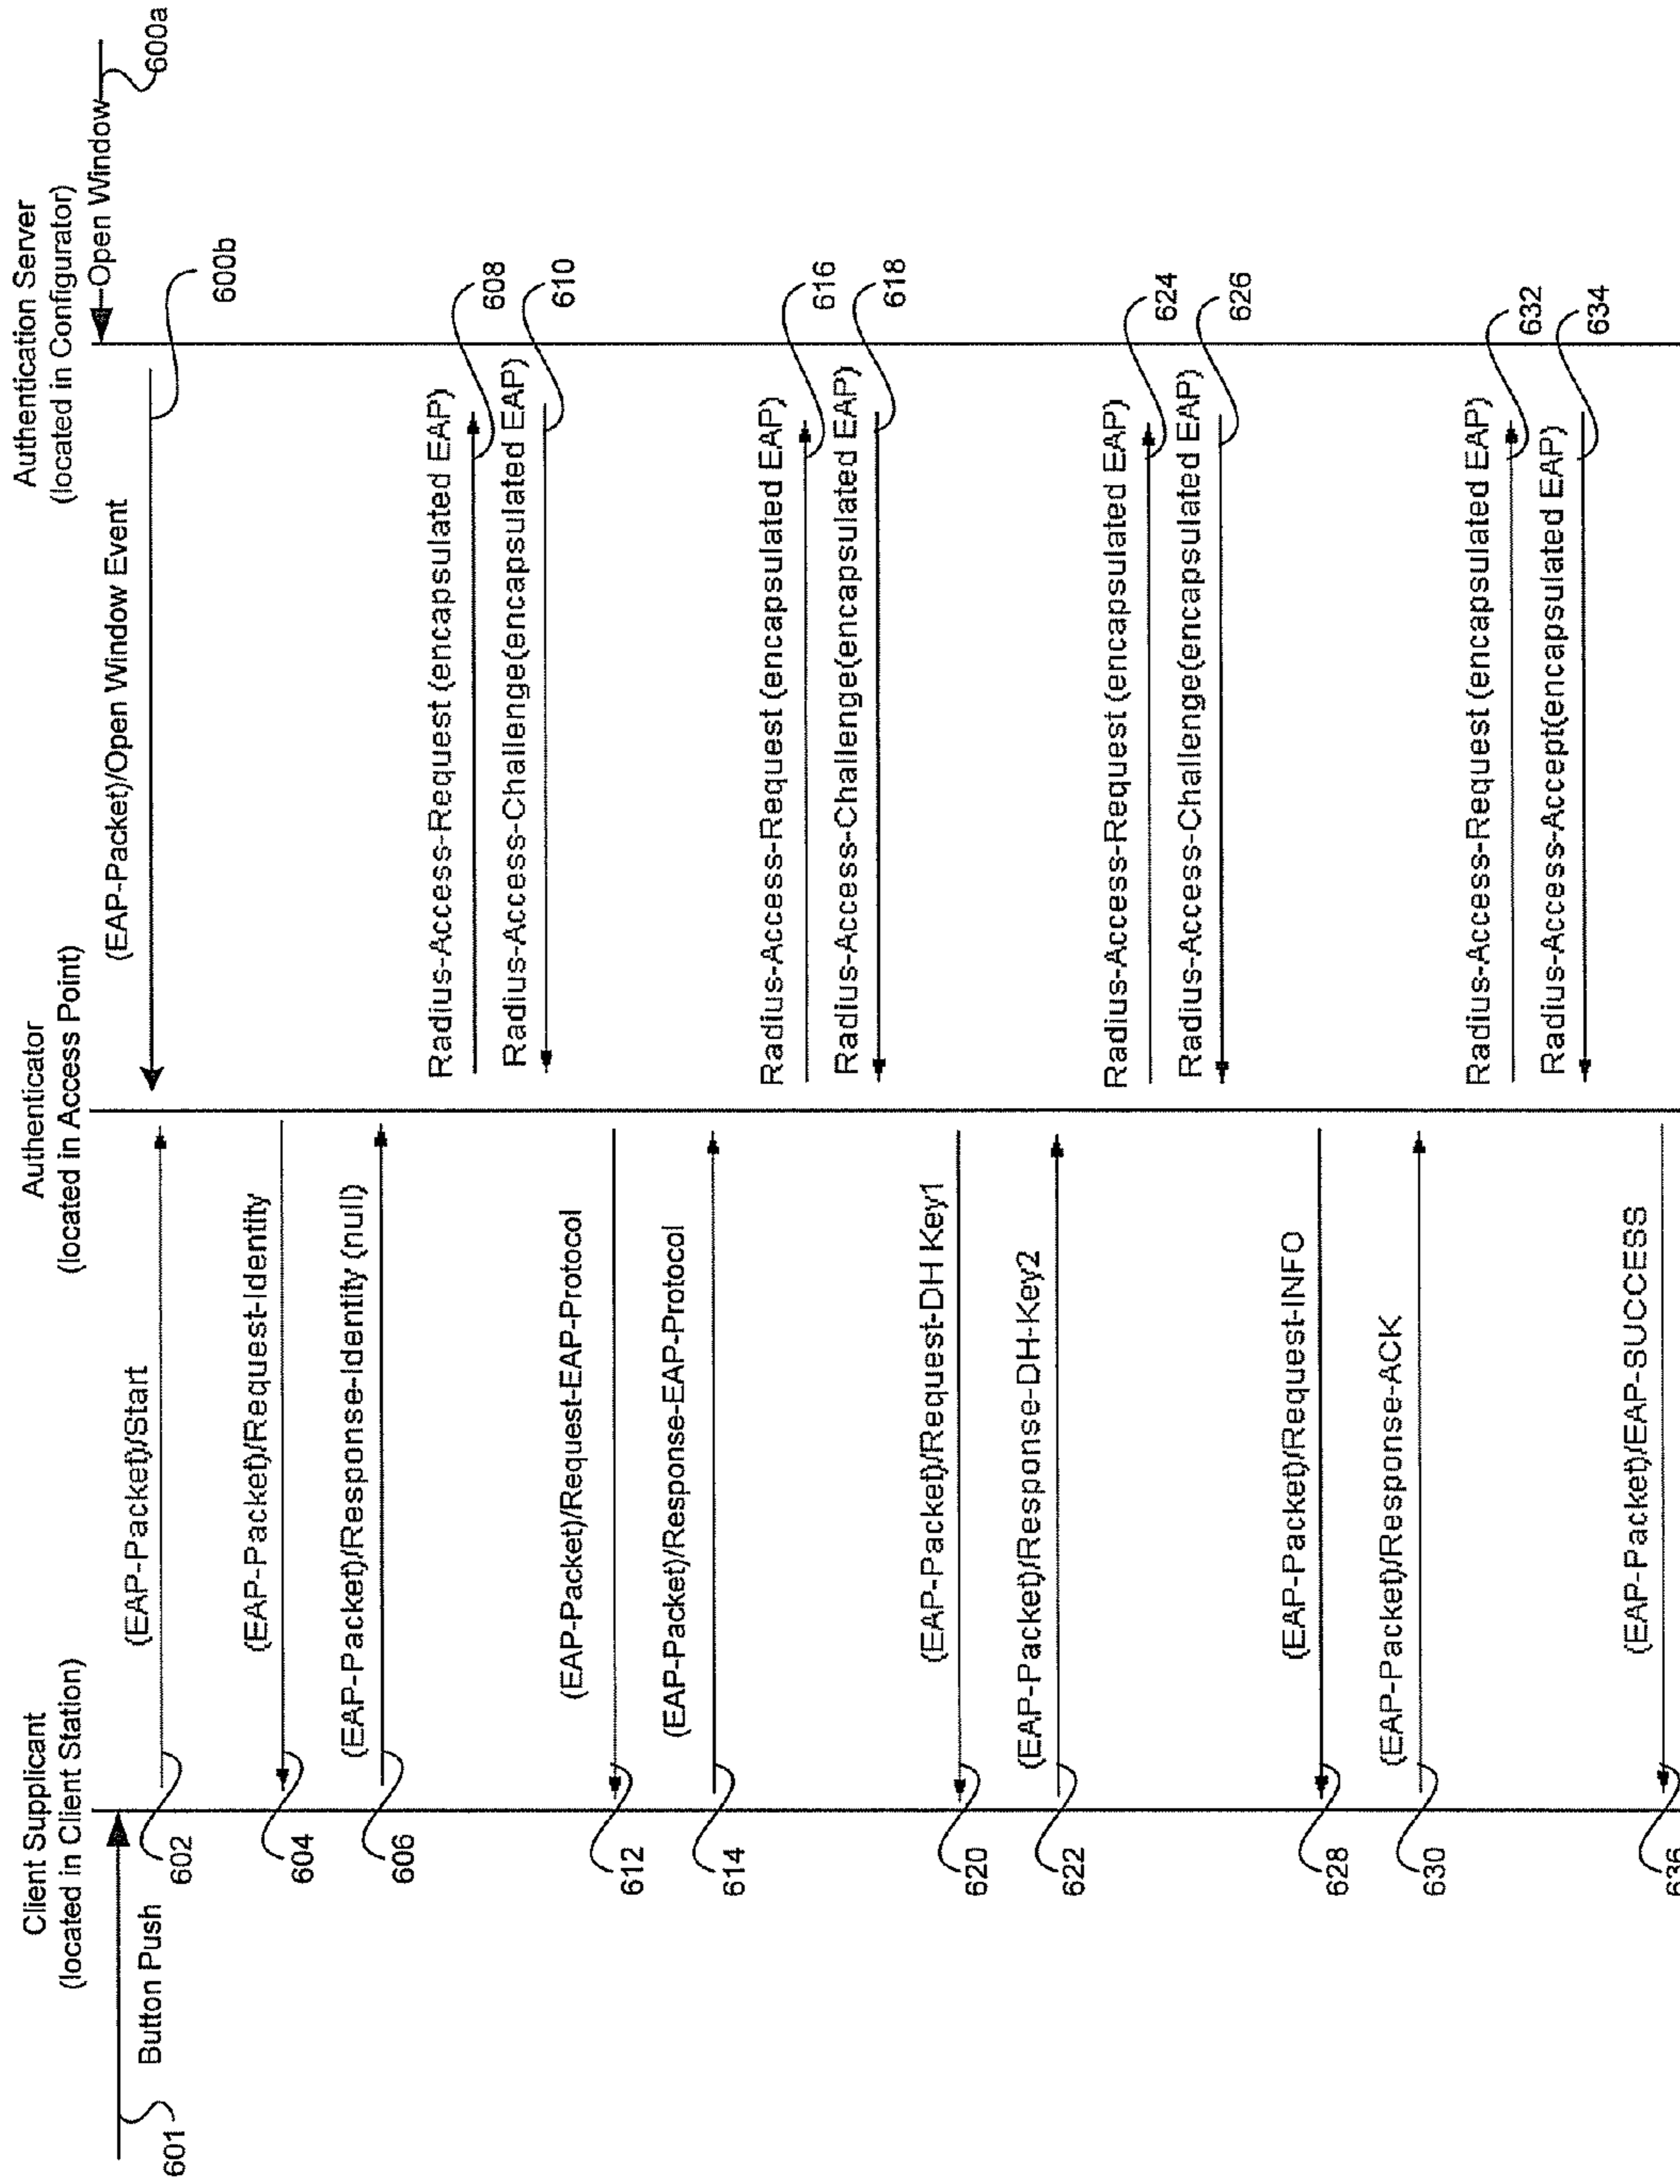 Client Supplicant
(located in Client Station)
Authenticator
(located in Access Point)
Authentication Server
(located in Configurator)
601
Button Push
Open Window
600a
(EAP-Packet)/Open Window Event
600b
602
(EAP-Packet)/Start
604
(EAP-Packet)/Request-Identity
606
(EAP-Packet)/Response-Identity (null)
Radius-Access-Request (encapsulated EAP)
608
Radius-Access-Challenge(encapsulated EAP)
610
612
(EAP-Packet)/Request-EAP-Protocol
614
(EAP-Packet)/Response-EAP-Protocol
Radius-Access-Request (encapsulated EAP)
616
Radius-Access-Challenge(encapsulated EAP)
618
620
(EAP-Packet)/Request-DH Key1
622
(EAP-Packet)/Response-DH-Key2
Radius-Access-Request (encapsulated EAP)
624
Radius-Access-Challenge(encapsulated EAP)
626
628
(EAP-Packet)/Request-INFO
630
(EAP-Packet)/Response-ACK
Radius-Access-Request (encapsulated EAP)
632
Radius-Access-Accept(encapsulated EAP)
634
636
(EAP-Packet)/EAP-SUCCESS